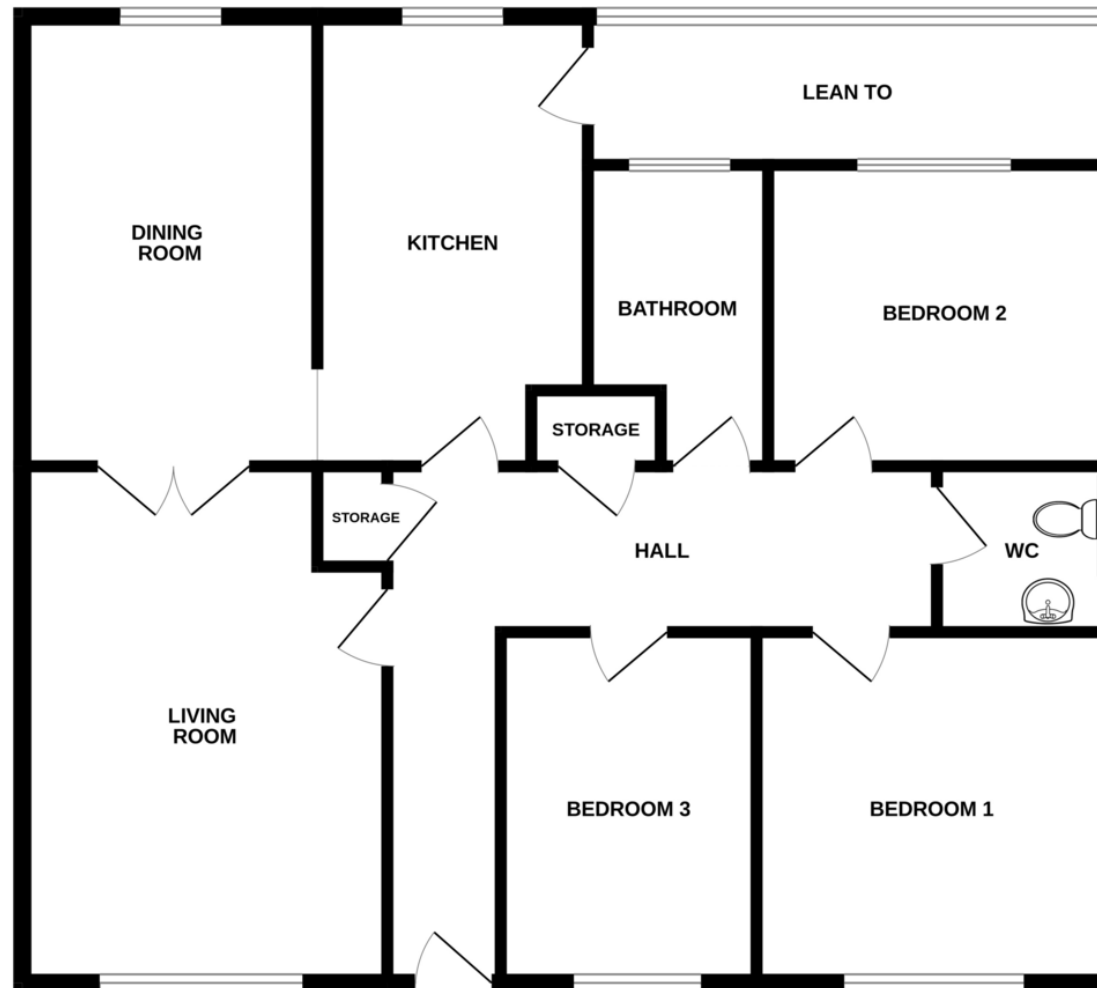 LEAN TO
DINING
ROOM
KITCHEN
BATHROOM
BEDROOM 2
STORAGE
STORAGE
HALL
WC
LIVING
ROOM
BEDROOM 3
BEDROOM 1